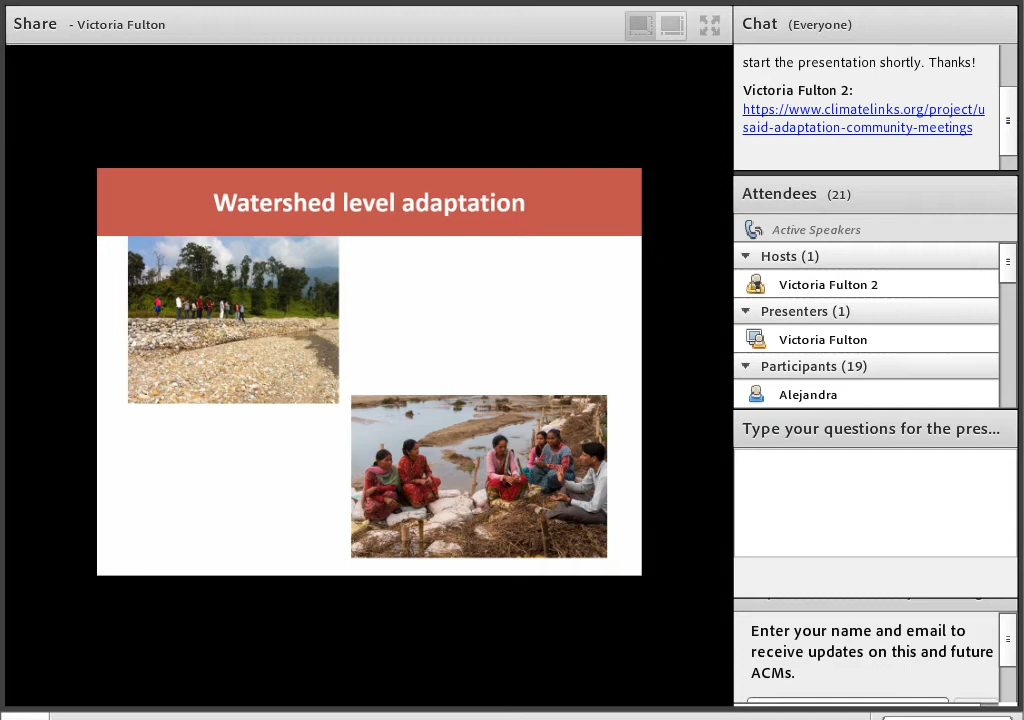 Share - Victoria Fulton
Watershed level adaptation
Chat (Everyone)
start the presentation shortly. Thanks!
Victoria Fulton 2:
https://www.climatelinks.org/project/u
said-adaptation-community-meetings
Attendees (21)
Active Speakers
Hosts (1)
Victoria Fulton 2
Presenters (1)
Victoria Fulton
Participants (19)
Alejandra
Type your questions for the pres...
Enter your name and email to
receive updates on this and future
ACMs.